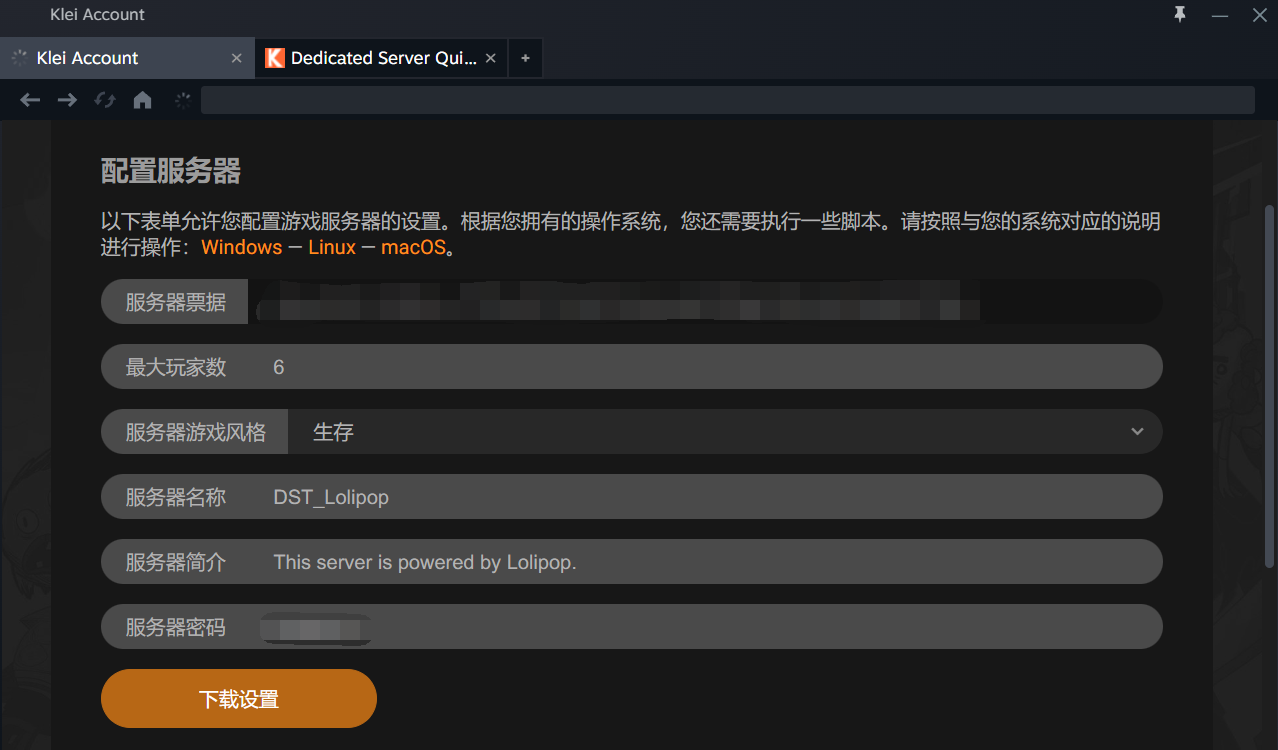 Klei Account
Klei Account
Dedicated Server Qui...
配置服务器
以下表单允许您配置游戏服务器的设置。根据您拥有的操作系统，您还需要执行一些脚本。请按照与您的系统对应的说明
进行操作：Windows — Linux — macOS。
服务器票据
最大玩家数 6
服务器游戏风格 生存
服务器名称 DST_Lolipop
服务器简介 This server is powered by Lolipop.
服务器密码
下载设置